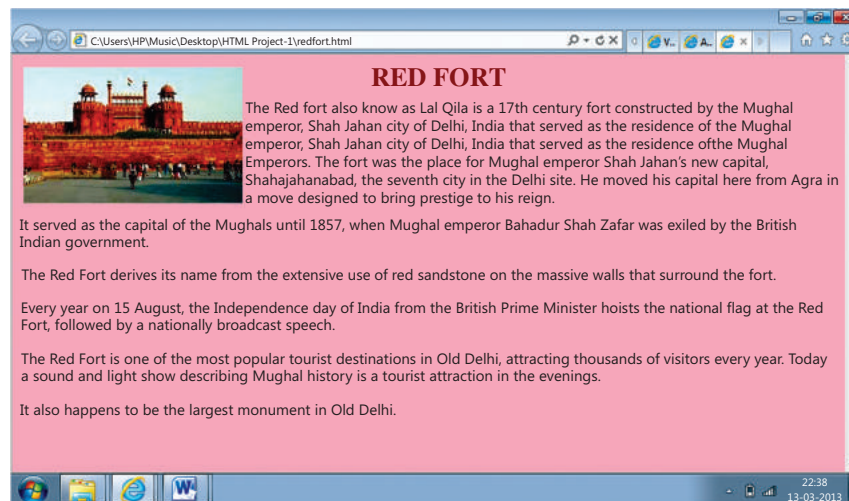 C:\Users\HP\Music\Desktop\HTML Project-1\redfort.html
V...
A...
RED FORT
The Red fort also know as Lal Qila is a 17th century fort constructed by the Mughal
emperor, Shah Jahan city of Delhi, India that served as the residence of the Mughal
emperor, Shah Jahan city of Delhi, India that served as the residence ofthe Mughal
Emperors. The fort was the place for Mughal emperor Shah Jahan's new capital,
Shahajahanabad, the seventh city in the Delhi site. He moved his capital here from Agra in
a move designed to bring prestige to his reign.
It served as the capital of the Mughals until 1857, when Mughal emperor Bahadur Shah Zafar was exiled by the British
Indian government.
The Red Fort derives its name from the extensive use of red sandstone on the massive walls that surround the fort.
Every year on 15 August, the Independence day of India from the British Prime Minister hoists the national flag at the Red
Fort, followed by a nationally broadcast speech.
The Red Fort is one of the most popular tourist destinations in Old Delhi, attracting thousands of visitors every year. Today
a sound and light show describing Mughal history is a tourist attraction in the evenings.
It also happens to be the largest monument in Old Delhi.
22:38
13-03-2013